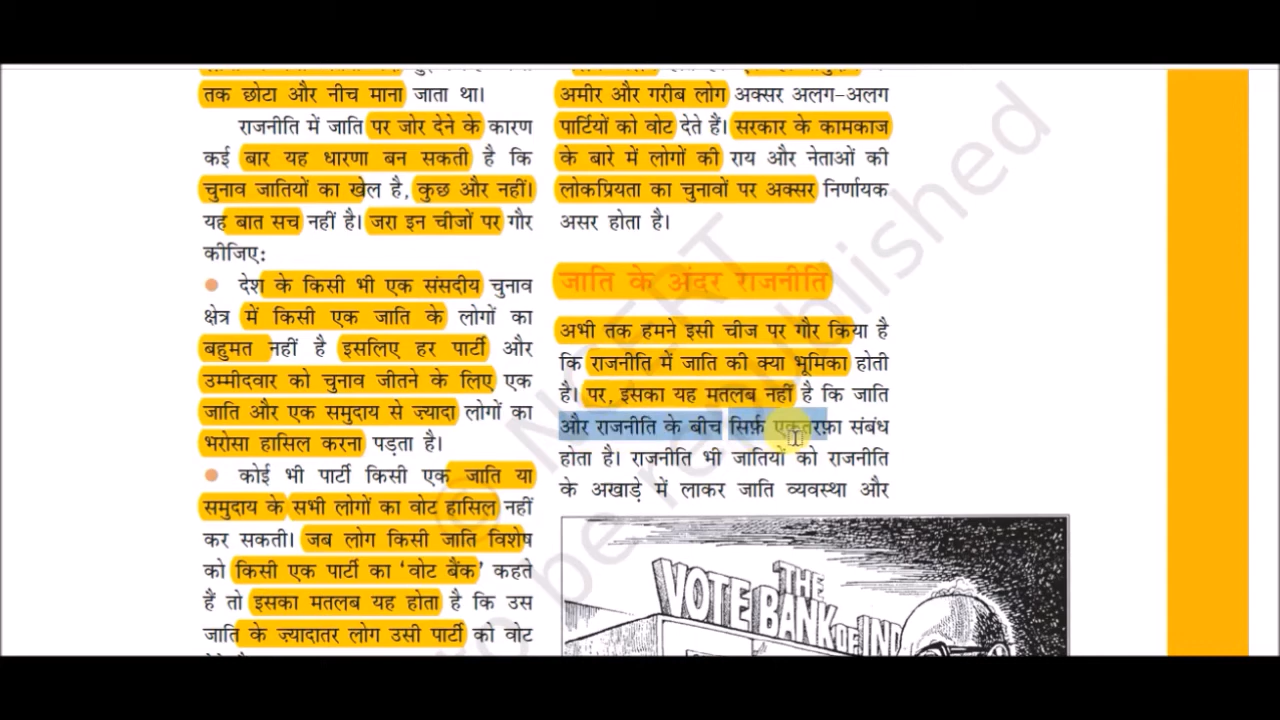 तक छोटा और नीच माना जाता था।
राजनीति में जाति पर जोर देने के कारण
कई बार यह धारणा बन सकती है कि
चुनाव जातियों का खेल है, कुछ और नहीं।
यह बात सच नहीं है। जरा इन चीजों पर गौर
कीजिए:
● देश के किसी भी एक संसदीय चुनाव
क्षेत्र में किसी एक जाति के लोगों का
बहुमत नहीं है इसलिए हर पार्टी और
उम्मीदवार को चुनाव जीतने के लिए एक
जाति और एक समुदाय से ज़्यादा लोगों का
भरोसा हासिल करना पड़ता है।
● कोई भी पार्टी किसी एक जाति या
समुदाय के सभी लोगों का वोट हासिल नहीं
कर सकती। जब लोग किसी जाति विशेष
को किसी एक पार्टी का ‘वोट बैंक’ कहते
हैं तो इसका मतलब यह होता है कि उस
जाति के ज़्यादातर लोग उसी पार्टी को वोट
अमीर और गरीब लोग अक्सर अलग-अलग
पार्टियों को वोट देते हैं। सरकार के कामकाज
के बारे में लोगों की राय और नेताओं की
लोकप्रियता का चुनावों पर अक्सर निर्णायक
असर होता है।
जाति के अंदर राजनीति
अभी तक हमने इसी चीज पर गौर किया है
कि राजनीति में जाति की क्या भूमिका होती
है। पर, इसका यह मतलब नहीं है कि जाति
और राजनीति के बीच सिर्फ़ एकतरफ़ा संबंध
होता है। राजनीति भी जातियों को राजनीति
के अखाड़े में लाकर जाति व्यवस्था और
THE
VOTE BANK OF IND
© NCERT
o be republished